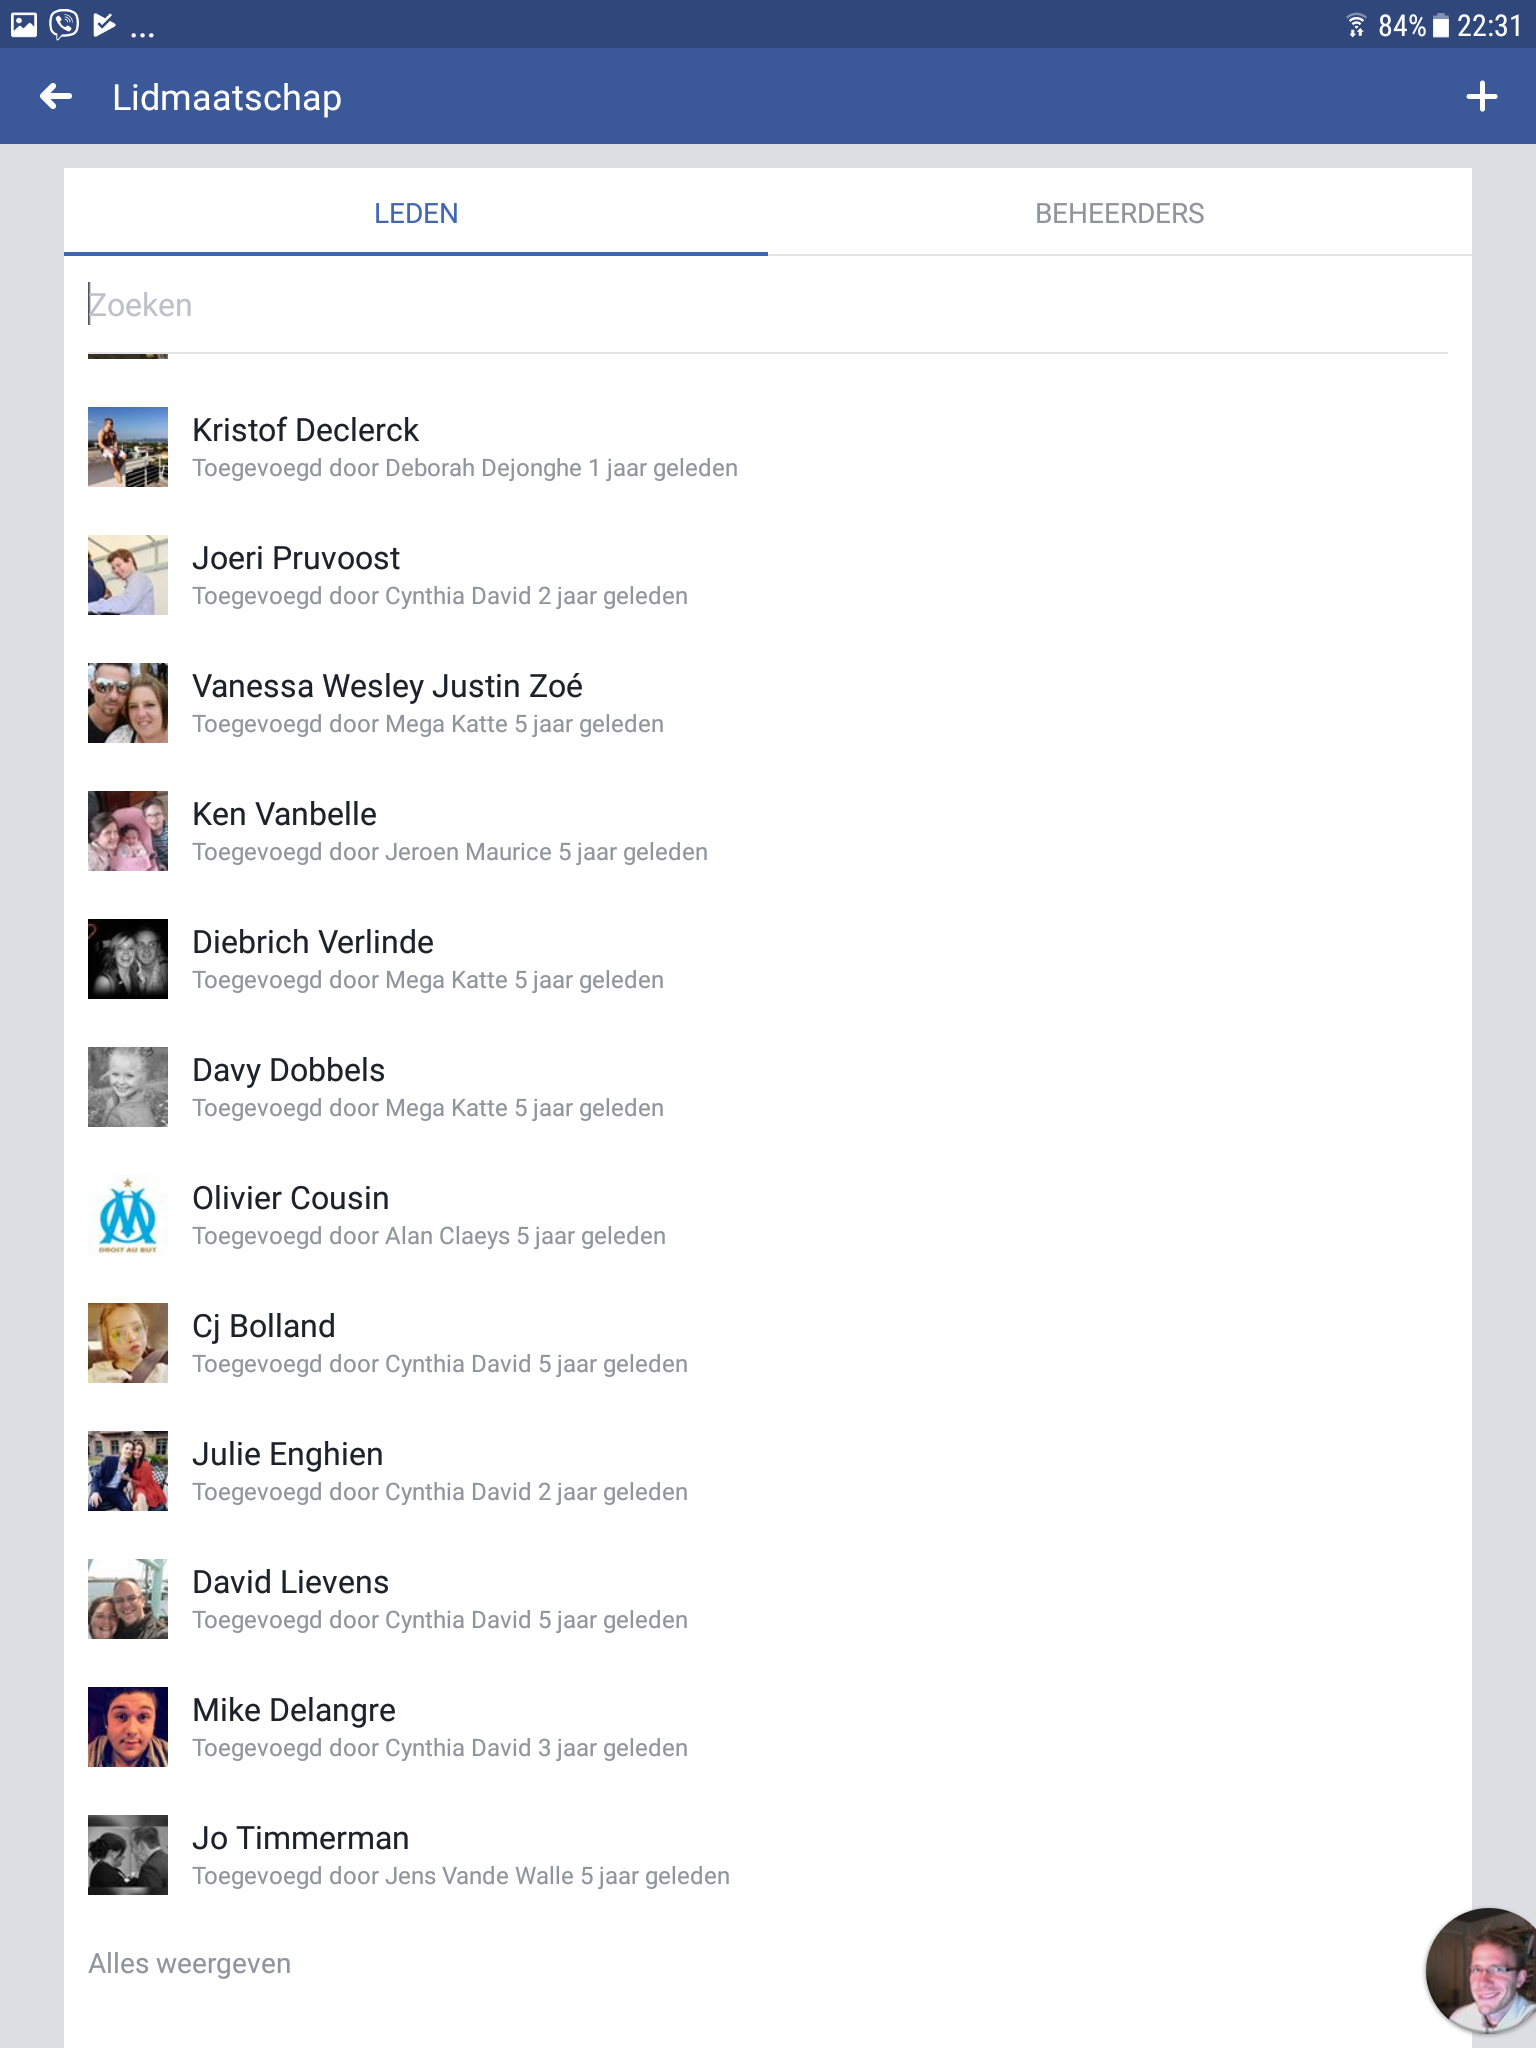 ... 84% 22:31
Lidmaatschap
LEDEN BEHEERDERS
Zoeken
Kristof Declerck
Toegevoegd door Deborah Dejonghe 1 jaar geleden
Joeri Pruvoost
Toegevoegd door Cynthia David 2 jaar geleden
Vanessa Wesley Justin Zoé
Toegevoegd door Mega Katte 5 jaar geleden
Ken Vanbelle
Toegevoegd door Jeroen Maurice 5 jaar geleden
Diebrich Verlinde
Toegevoegd door Mega Katte 5 jaar geleden
Davy Dobbels
Toegevoegd door Mega Katte 5 jaar geleden
Olivier Cousin
Toegevoegd door Alan Claeys 5 jaar geleden
DROIT AU BUT
Cj Bolland
Toegevoegd door Cynthia David 5 jaar geleden
Julie Enghien
Toegevoegd door Cynthia David 2 jaar geleden
David Lievens
Toegevoegd door Cynthia David 5 jaar geleden
Mike Delangre
Toegevoegd door Cynthia David 3 jaar geleden
Jo Timmerman
Toegevoegd door Jens Vande Walle 5 jaar geleden
Alles weergeven